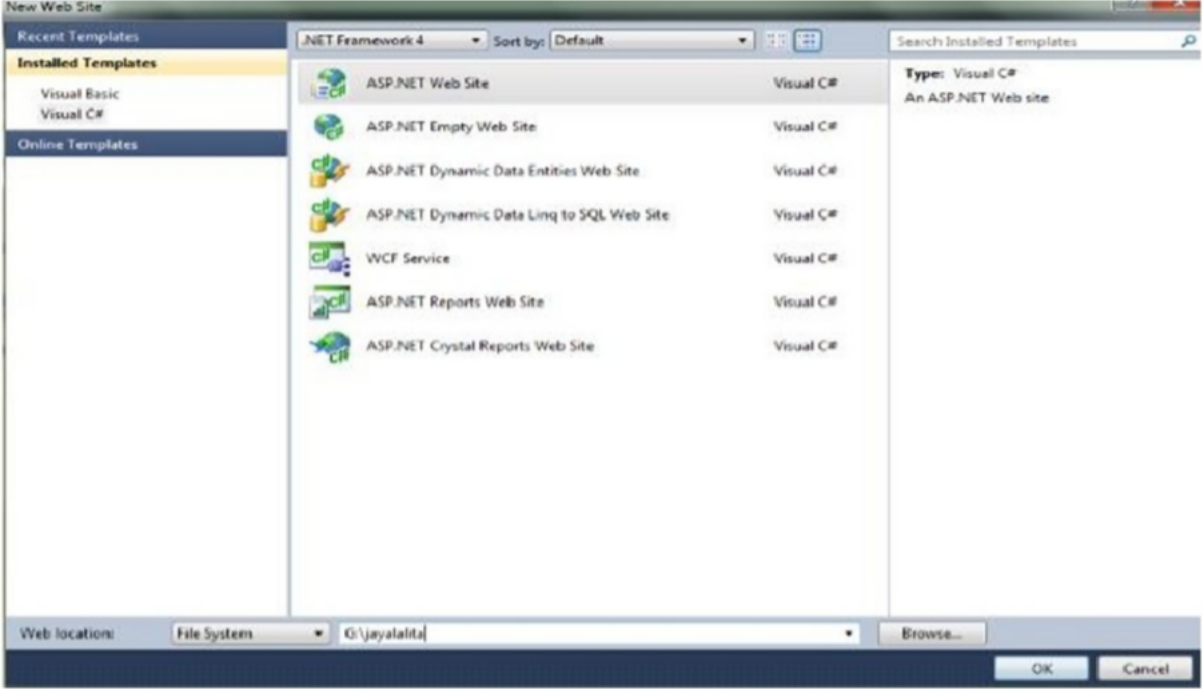 New Web Site
Recent Templates
Installed Templates
Visual Basic
Visual C#
Online Templates
.NET Framework 4
Sort by: Default
Search Installed Templates
ASP.NET Web Site Visual C#
ASP.NET Empty Web Site Visual C#
ASP.NET Dynamic Data Entities Web Site Visual C#
ASP.NET Dynamic Data Linq to SQL Web Site Visual C#
WCF Service Visual C#
ASP.NET Reports Web Site Visual C#
ASP.NET Crystal Reports Web Site Visual C#
Type: Visual C#
An ASP.NET Web site
Web location: File System G:\jayalalita Browse...
OK Cancel